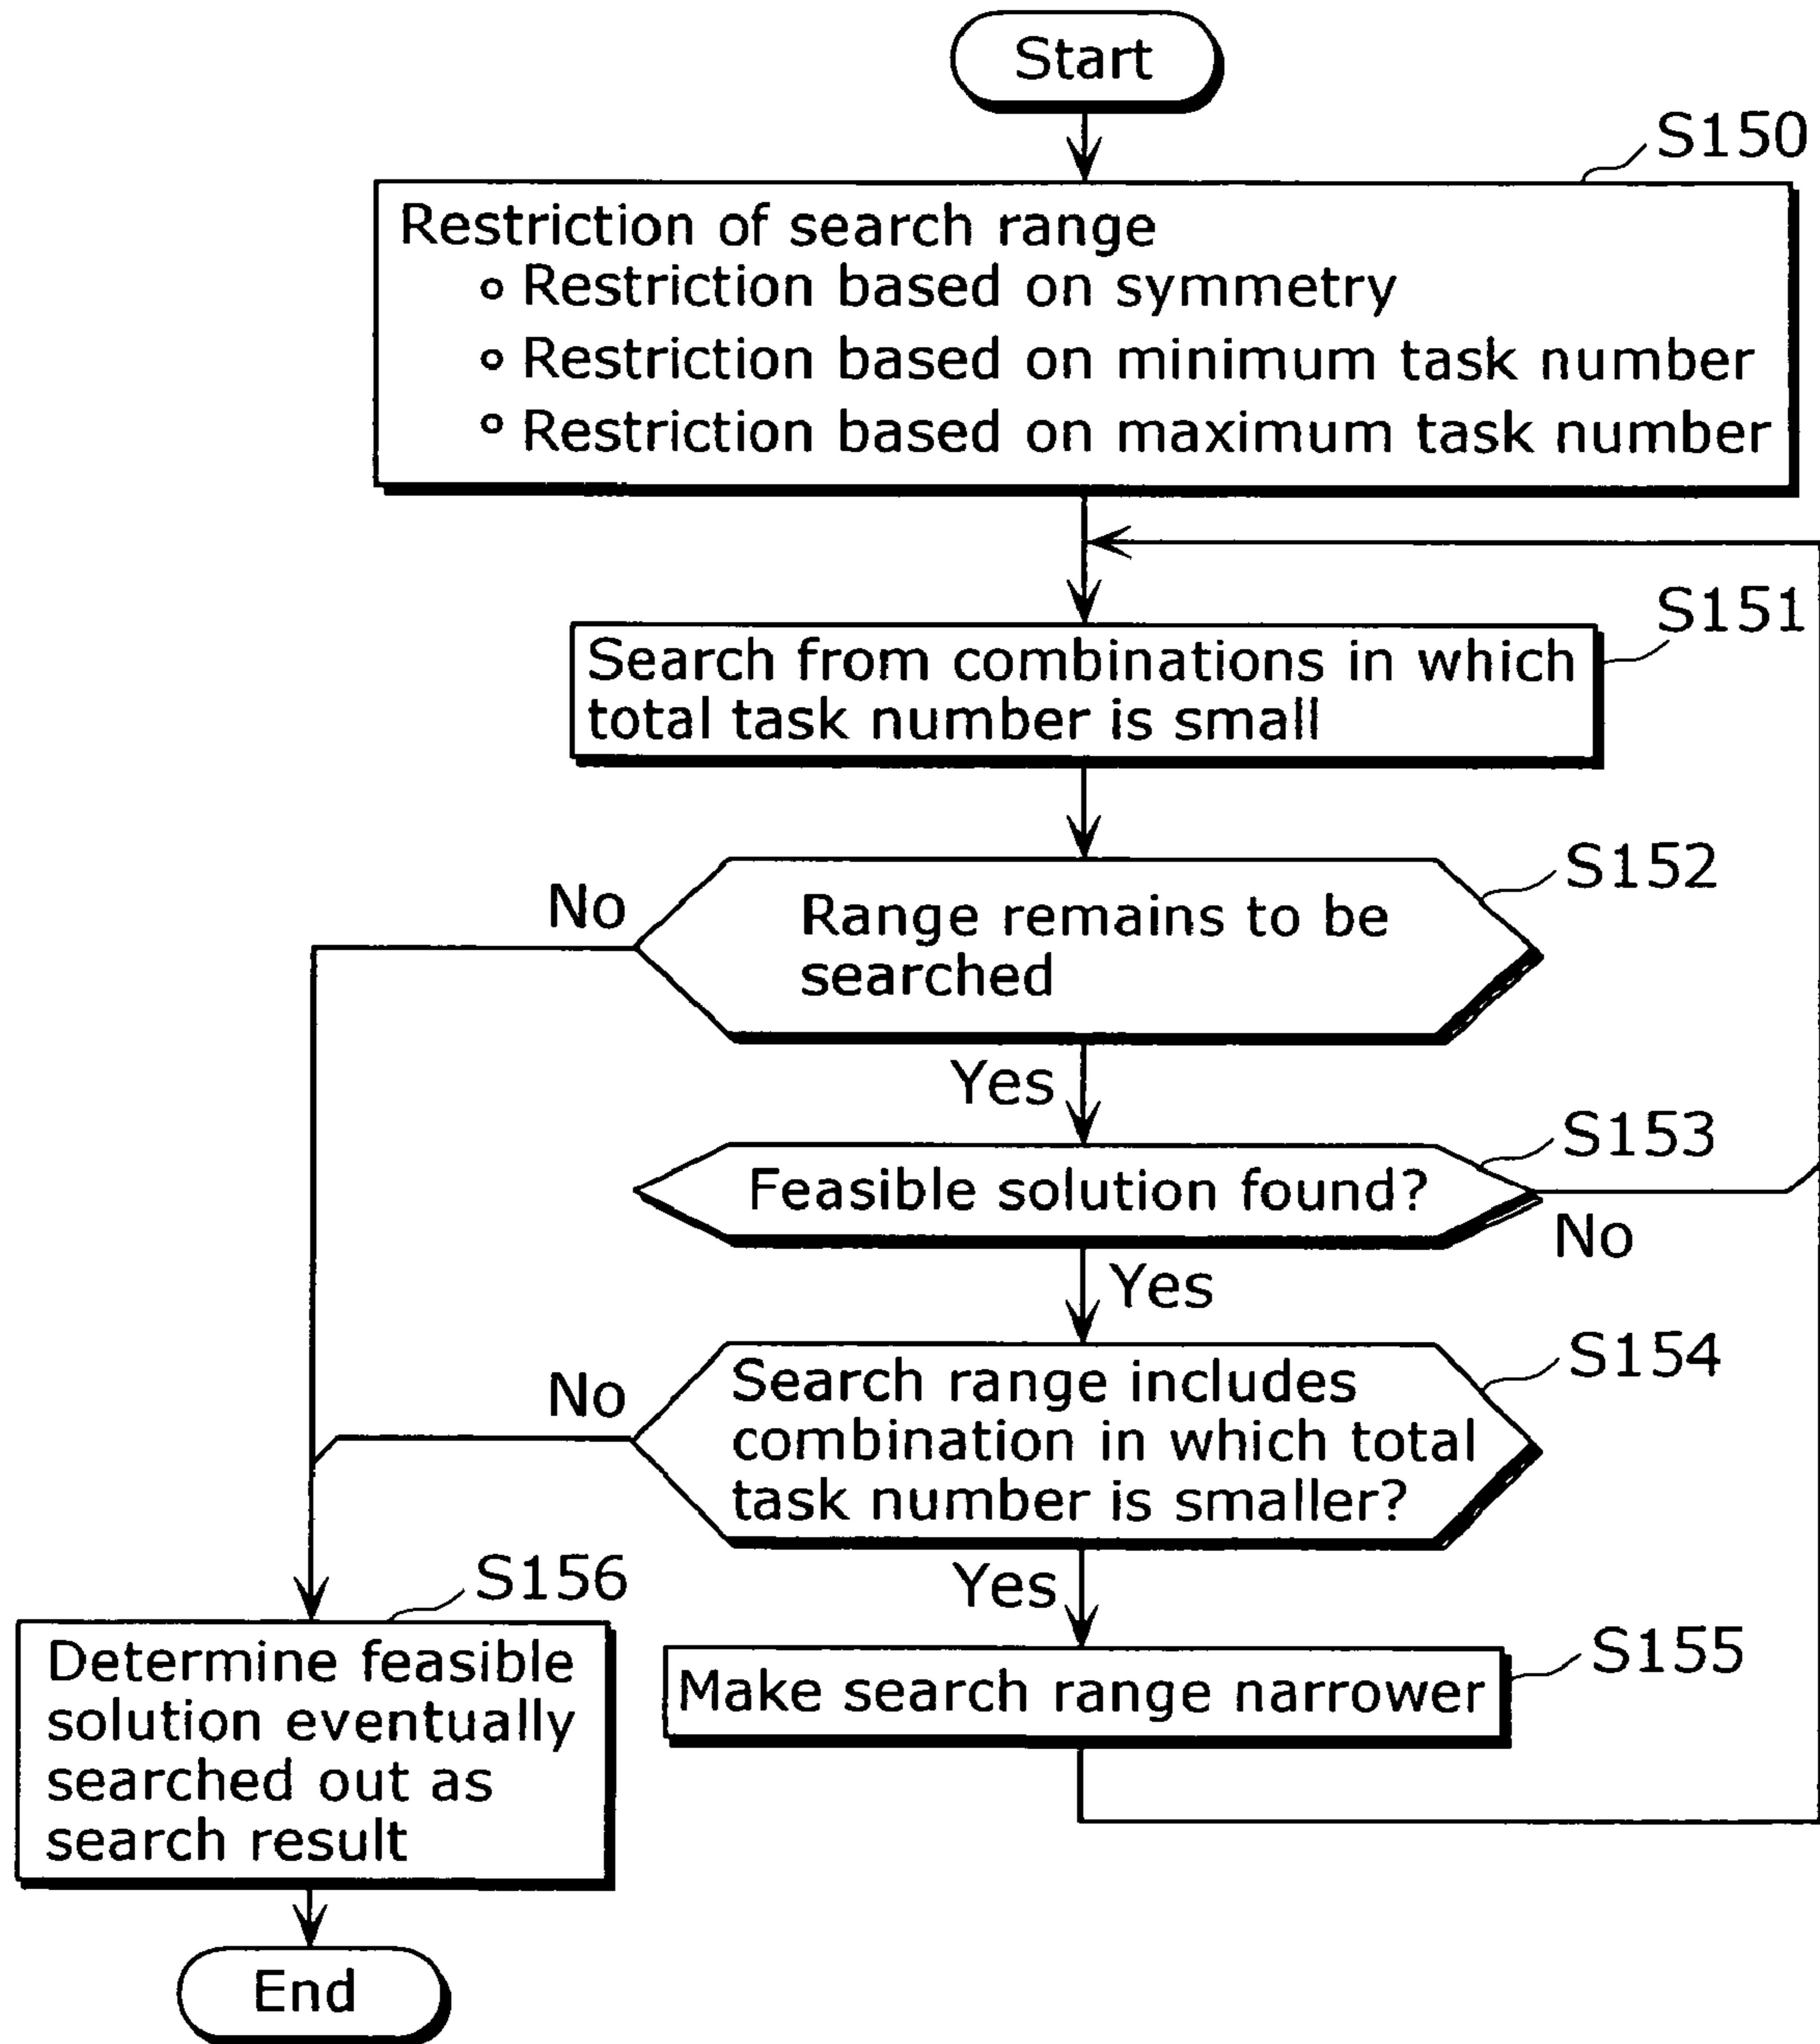 Start
S150
Restriction of search range
o Restriction based on symmetry
o Restriction based on minimum task number
o Restriction based on maximum task number
S151
Search from combinations in which
total task number is small
S152
No
Range remains to be
searched
Yes
S153
Feasible solution found?
No
Yes
S154
No
Search range includes
combination in which total
task number is smaller?
Yes
S156
S155
Determine feasible
solution eventually
searched out as
search result
Make search range narrower
End